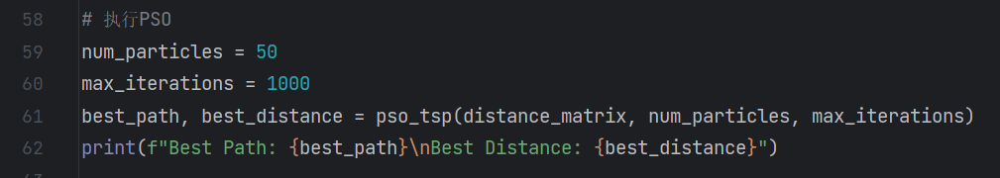 58 # 执行PSO
59 num_particles = 50
60 max_iterations = 1000
61 best_path, best_distance = pso_tsp(distance_matrix, num_particles, max_iterations)
62 print(f"Best Path: {best_path}\nBest Distance: {best_distance}")